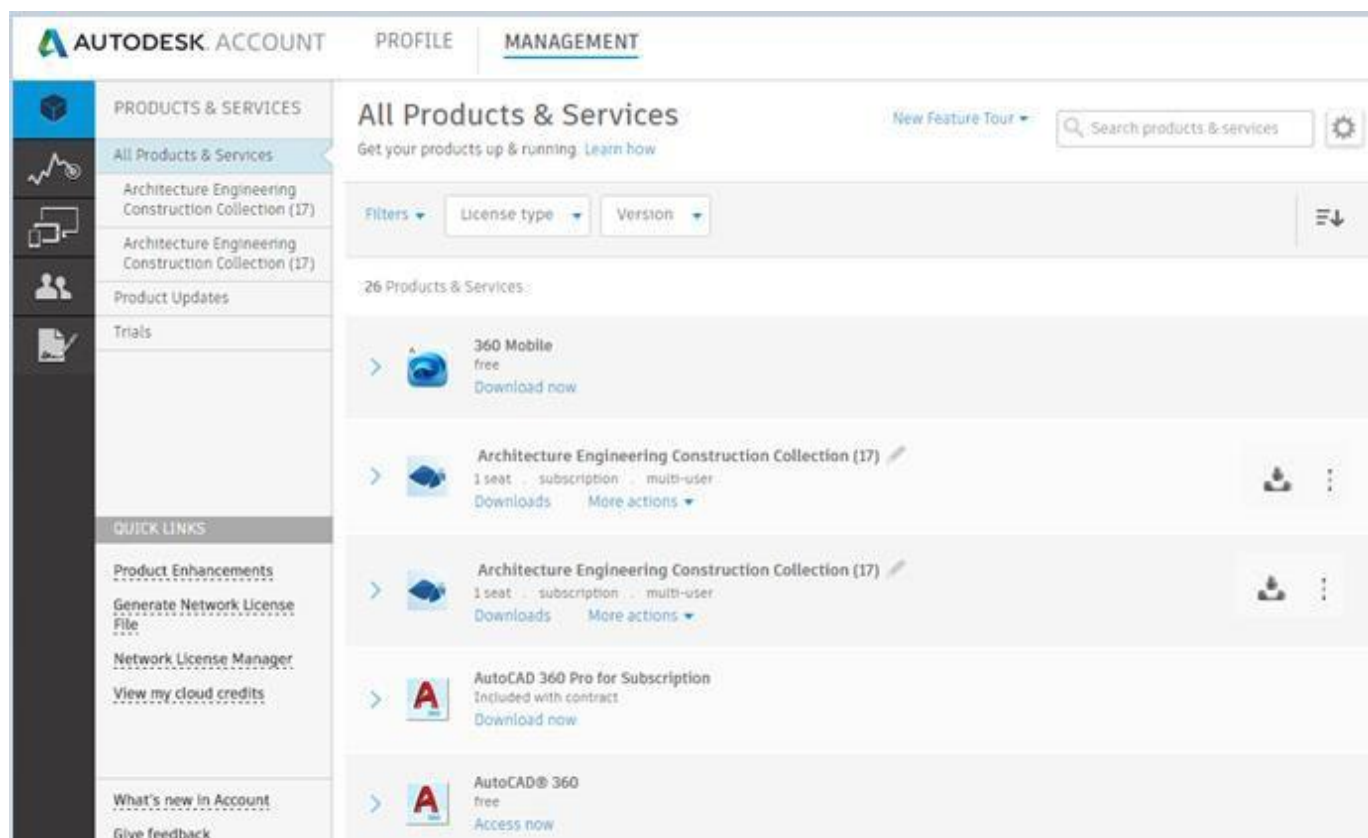 AUTODESK. ACCOUNT
PROFILE
MANAGEMENT
PRODUCTS & SERVICES
All Products & Services
Architecture Engineering
Construction Collection (17)
Architecture Engineering
Construction Collection (17)
Product Updates
Trials
QUICK LINKS
Product Enhancements
Generate Network License
File
Network License Manager
View my cloud credits
What's new in Account
Give feedback
All Products & Services
New Feature Tour
Search products & services
Get your products up & running. Learn how
Filters
License type
Version
26 Products & Services
360 Mobile
free
Download now
Architecture Engineering Construction Collection (17)
1 seat . subscription . multi-user
Downloads More actions
Architecture Engineering Construction Collection (17)
1 seat . subscription . multi-user
Downloads More actions
AutoCAD 360 Pro for Subscription
Included with contract
Download now
AutoCAD® 360
free
Access now